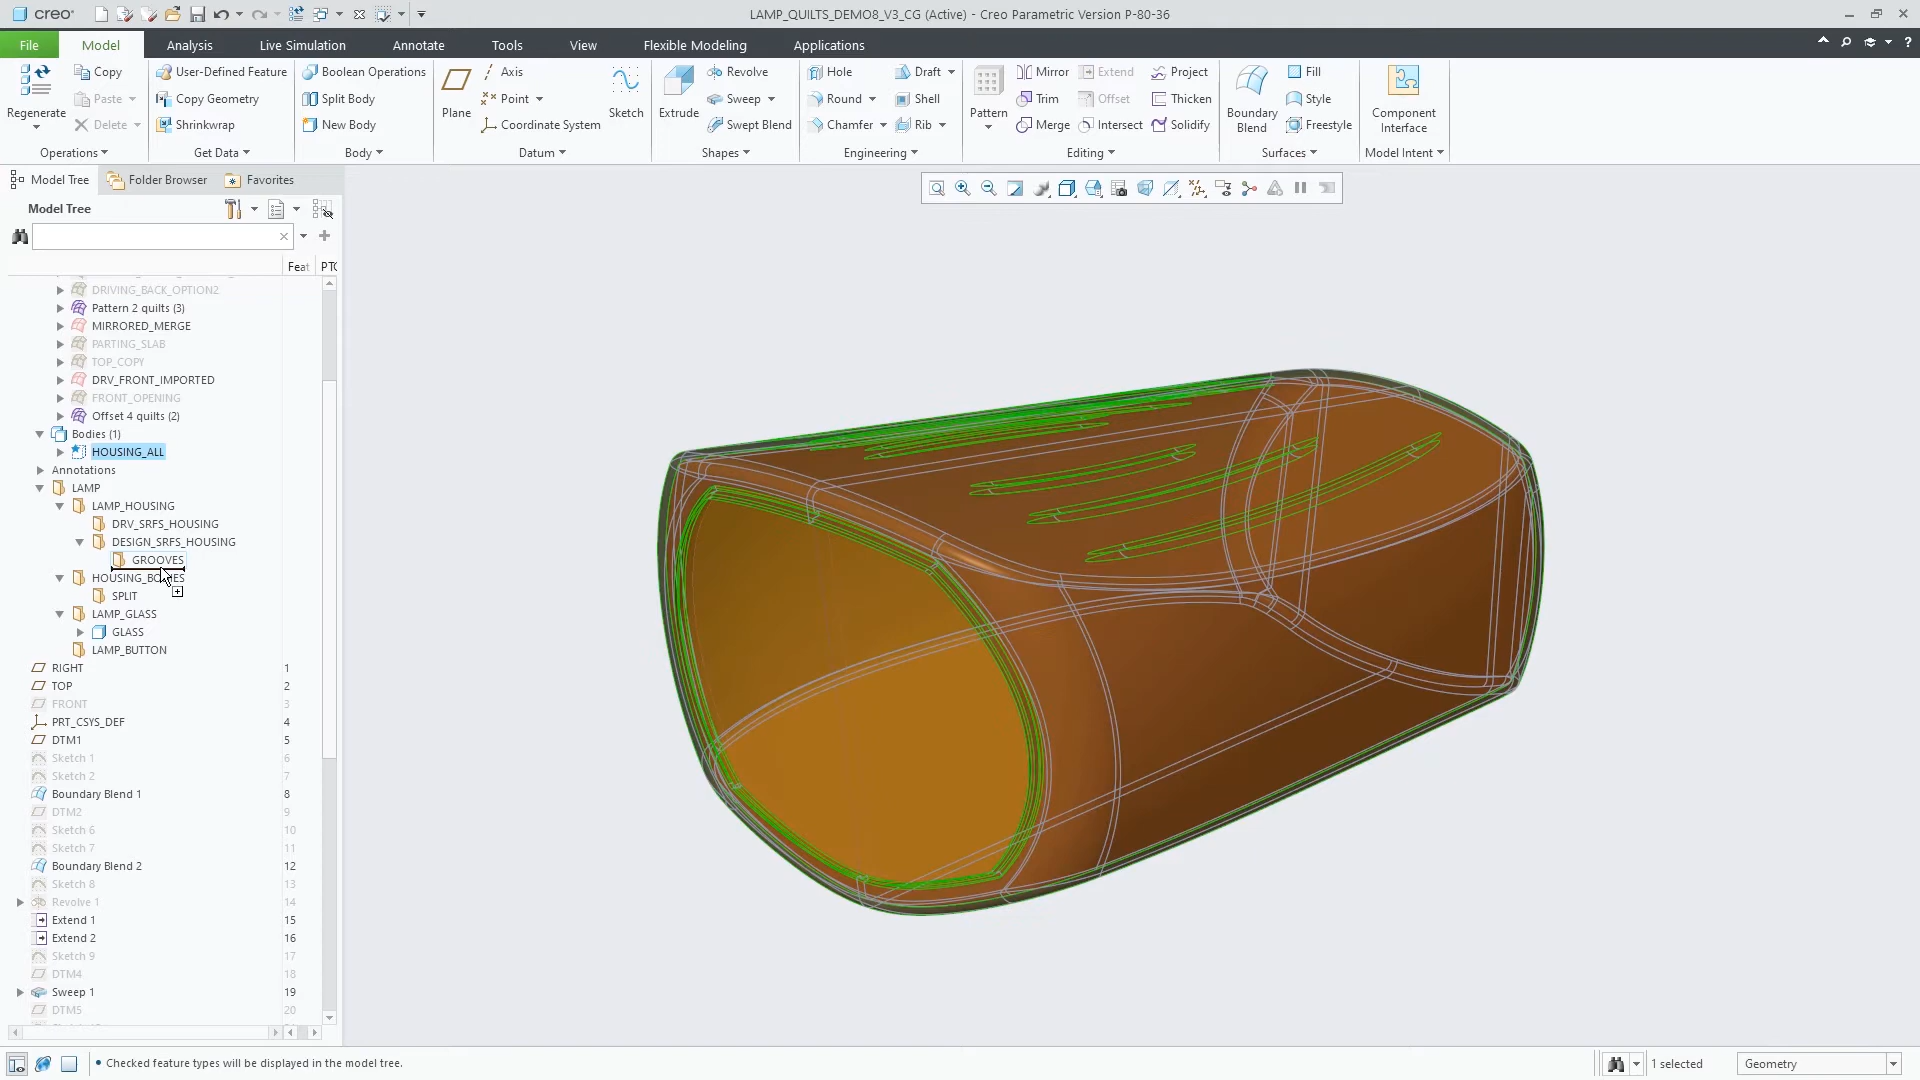 creo
LAMP_QUILTS_DEMO8_V3_CG (Active) - Creo Parametric Version P-80-36
File Model Analysis Live Simulation Annotate Tools View Flexible Modeling Applications
Copy User-Defined Feature Boolean Operations Axis Revolve Hole Draft Mirror Extend Project Fill
Regenerate Paste Copy Geometry Split Body Plane Point Sketch Extrude Sweep Round Shell Pattern Trim Offset Thicken Boundary Blend Style Component Interface
Delete Shrinkwrap New Body Coordinate System Swept Blend Chamfer Rib Merge Intersect Solidify Freestyle
Operations Get Data Body Datum Shapes Engineering Editing Surfaces Model Intent
Model Tree Folder Browser Favorites
Model Tree
Feat PTC
DRIVING_BACK_OPTION2
Pattern 2 quilts (3)
MIRRORED_MERGE
PARTING_SLAB
TOP_COPY
DRV_FRONT_IMPORTED
FRONT_OPENING
Offset 4 quilts (2)
Bodies (1)
HOUSING_ALL
Annotations
LAMP
LAMP_HOUSING
DRV_SRFS_HOUSING
DESIGN_SRFS_HOUSING
GROOVES
HOUSING_BODIES
SPLIT
LAMP_GLASS
GLASS
LAMP_BUTTON
RIGHT 1
TOP 2
FRONT 3
PRT_CSYS_DEF 4
DTM1 5
Sketch 1 6
Sketch 2 7
Boundary Blend 1 8
DTM2 9
Sketch 6 10
Sketch 7 11
Boundary Blend 2 12
Sketch 8 13
Revolve 1 14
Extend 1 15
Extend 2 16
Sketch 9 17
DTM4 18
Sweep 1 19
DTM5 20
• Checked feature types will be displayed in the model tree.
1 selected Geometry